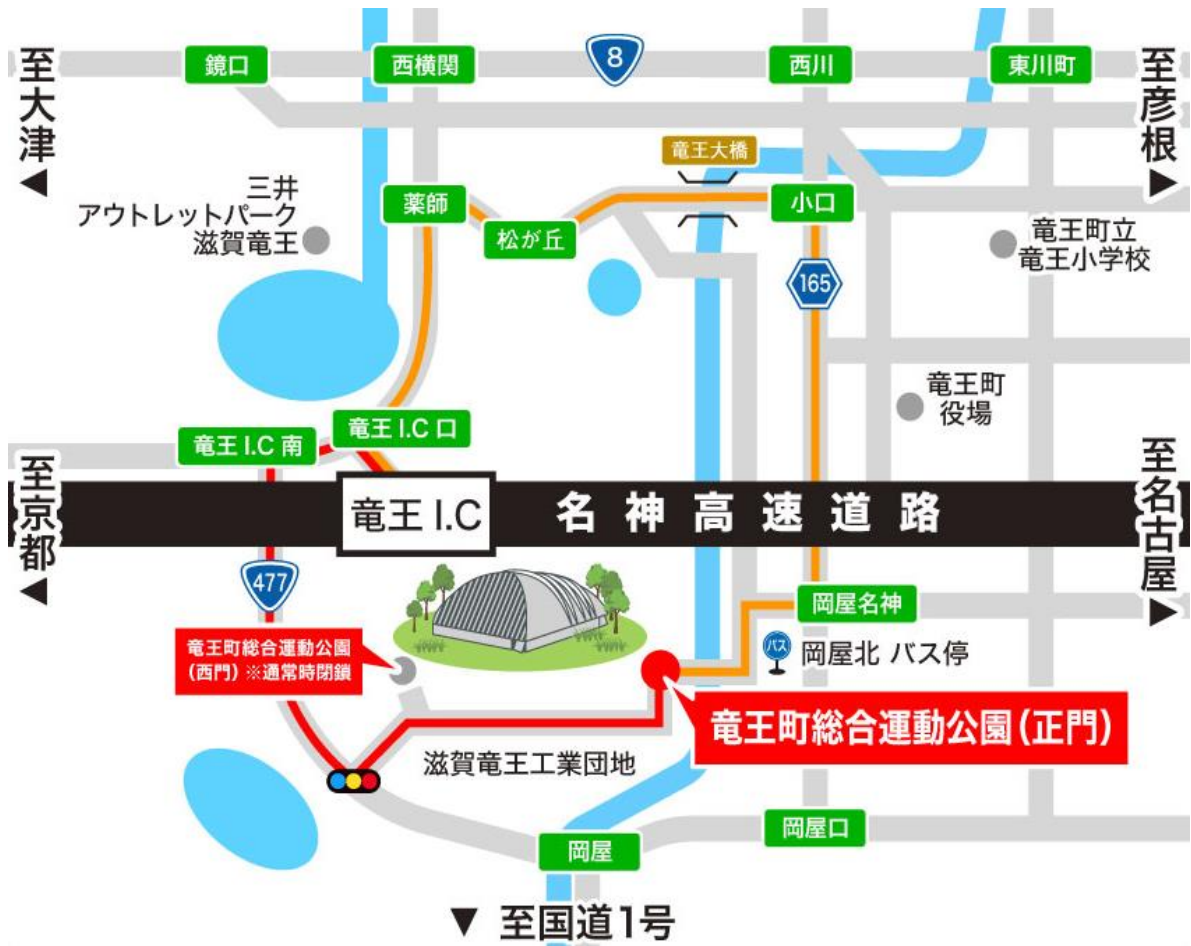 至大津
鏡口
西横関
8
西川
東川町
至彦根
竜王大橋
三井
アウトレットパーク
滋賀竜王
薬師
松が丘
小口
竜王町立
竜王小学校
165
竜王町
役場
竜王 I.C 南
竜王 I.C 口
至京都
竜王 I.C
名神高速道路
至名古屋
477
岡屋名神
竜王町総合運動公園
(西門) ※通常時閉鎖
バス
岡屋北 バス停
竜王町総合運動公園(正門)
滋賀竜王工業団地
岡屋口
岡屋
▼ 至国道1号